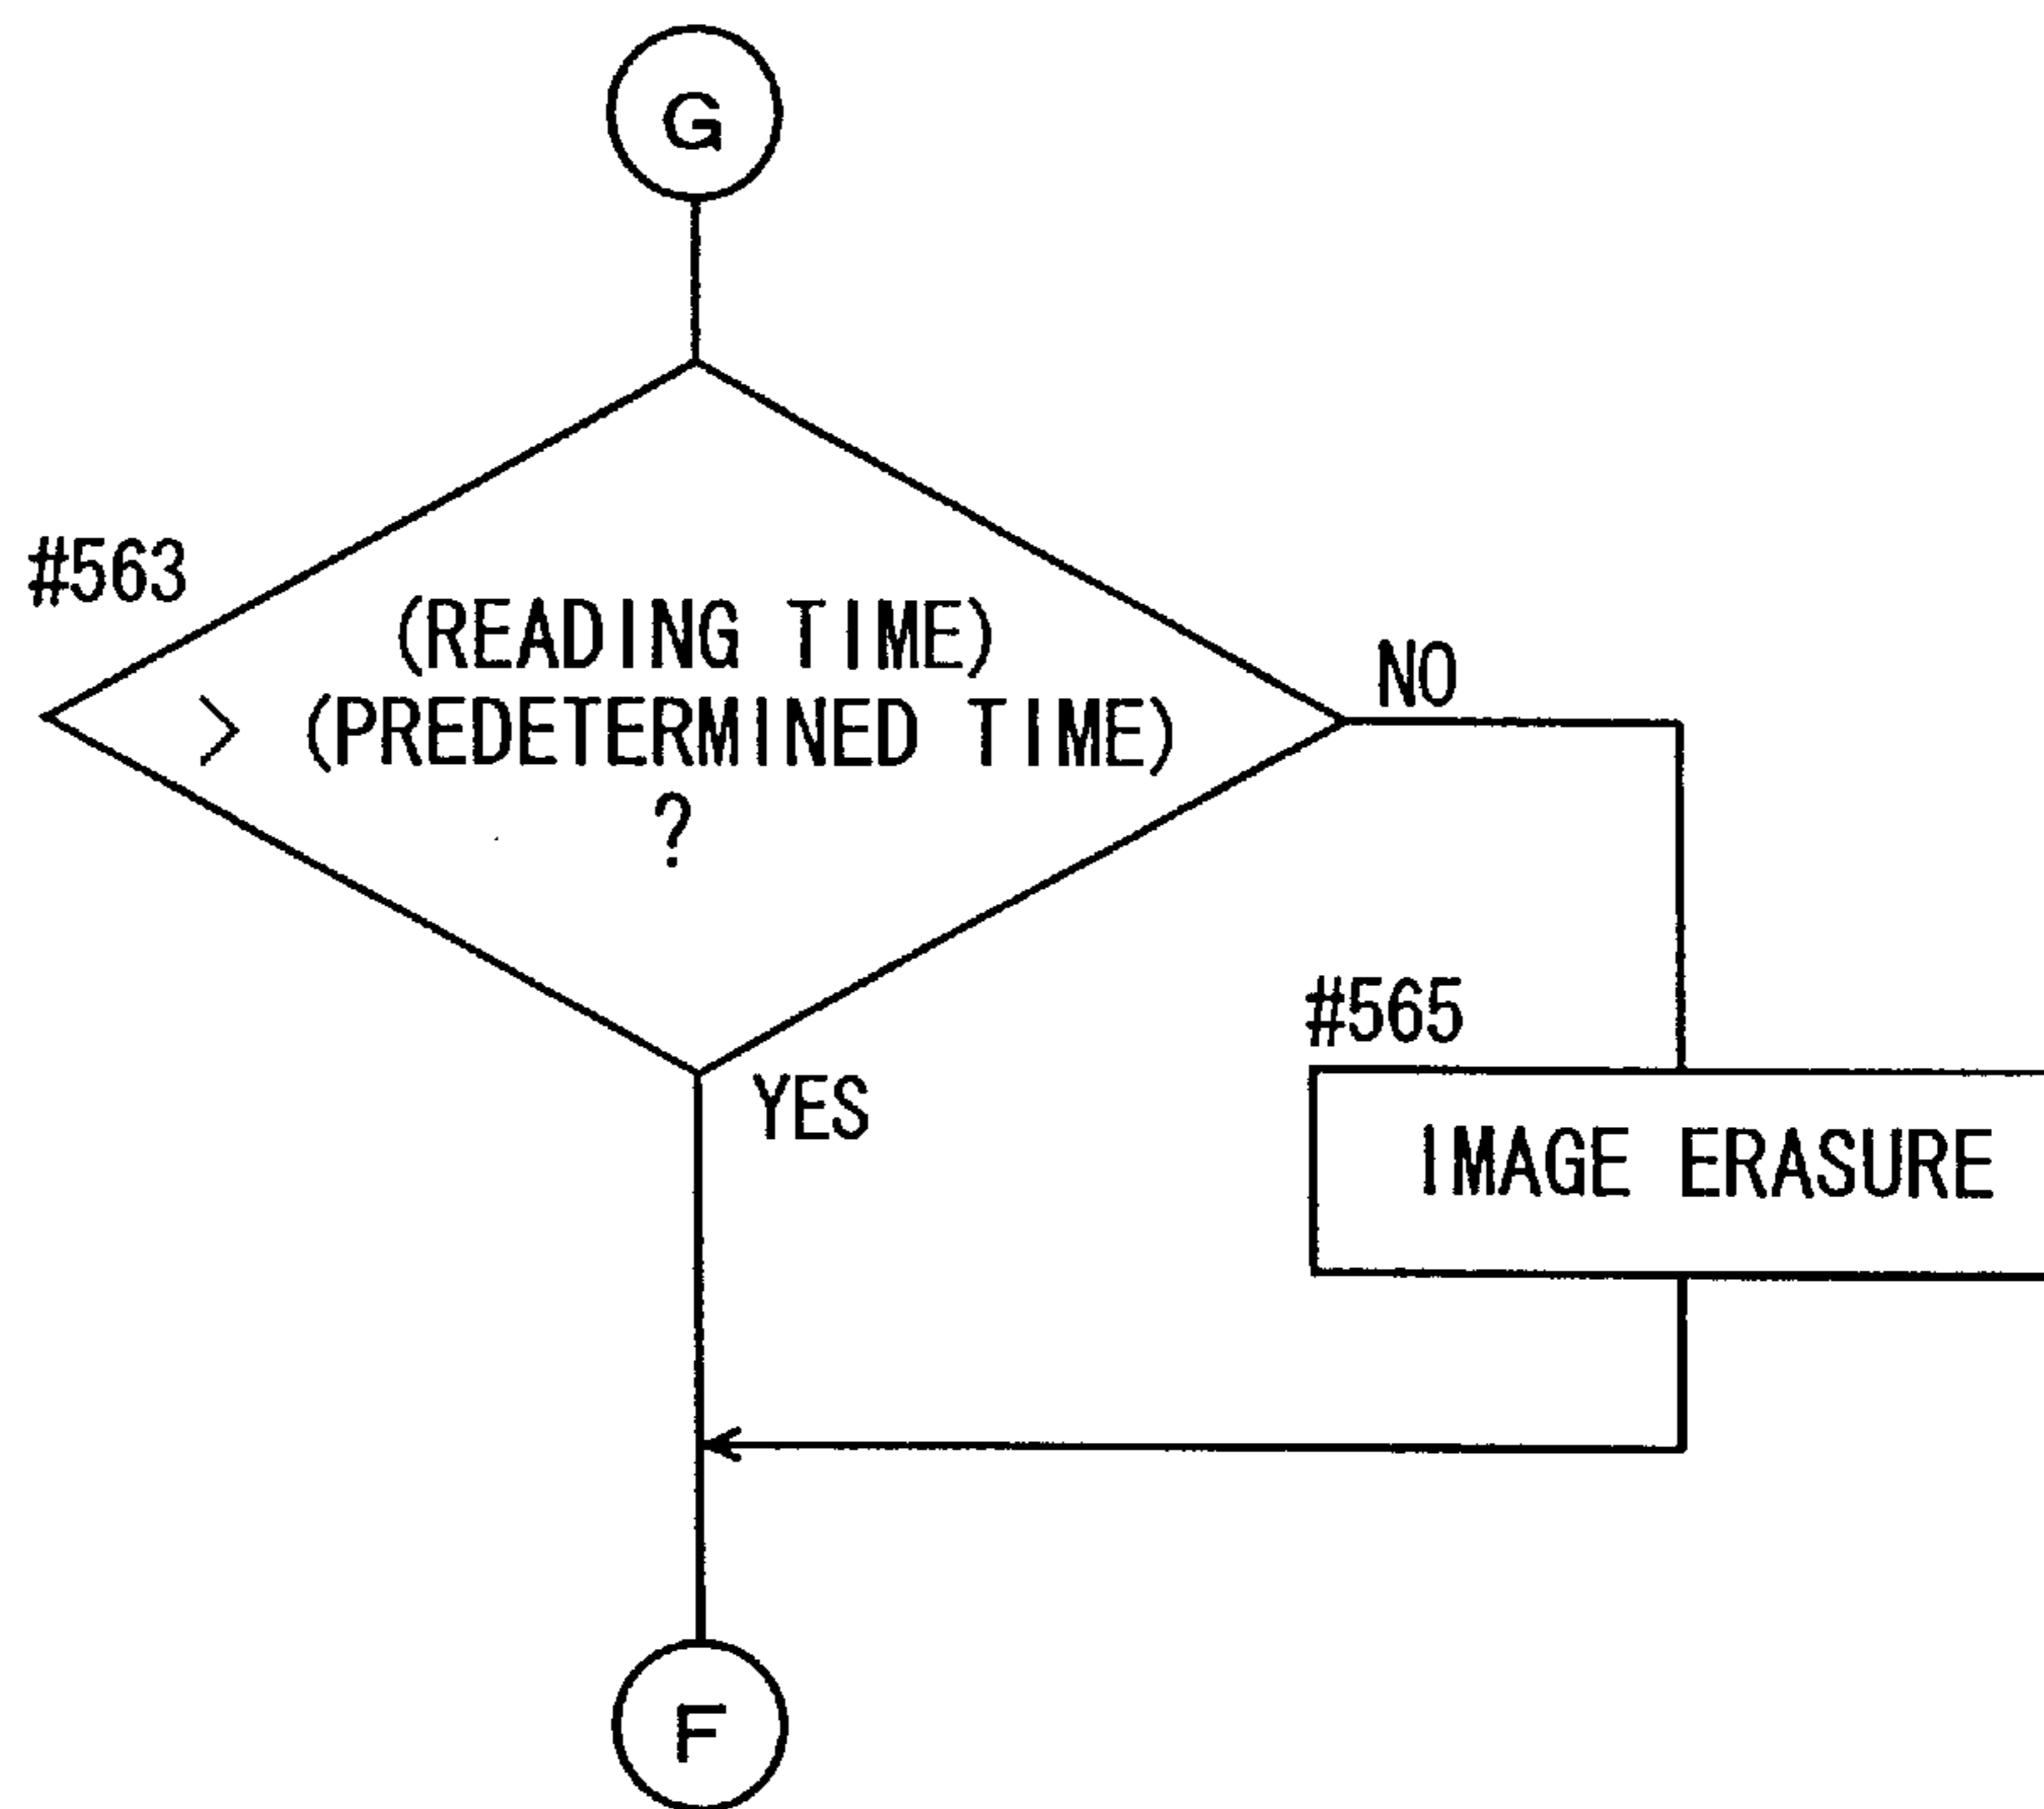 G
#563
(READING TIME)
> (PREDETERMINED TIME)
?
NO
YES
#565
IMAGE ERASURE
F